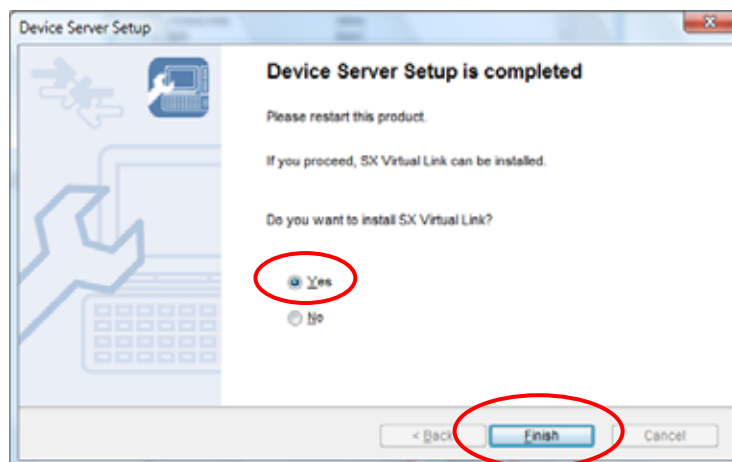 Device Server Setup
Device Server Setup is completed
Please restart this product.
If you proceed, SX Virtual Link can be installed.
Do you want to install SX Virtual Link?
Yes
No
< Back
Finish
Cancel